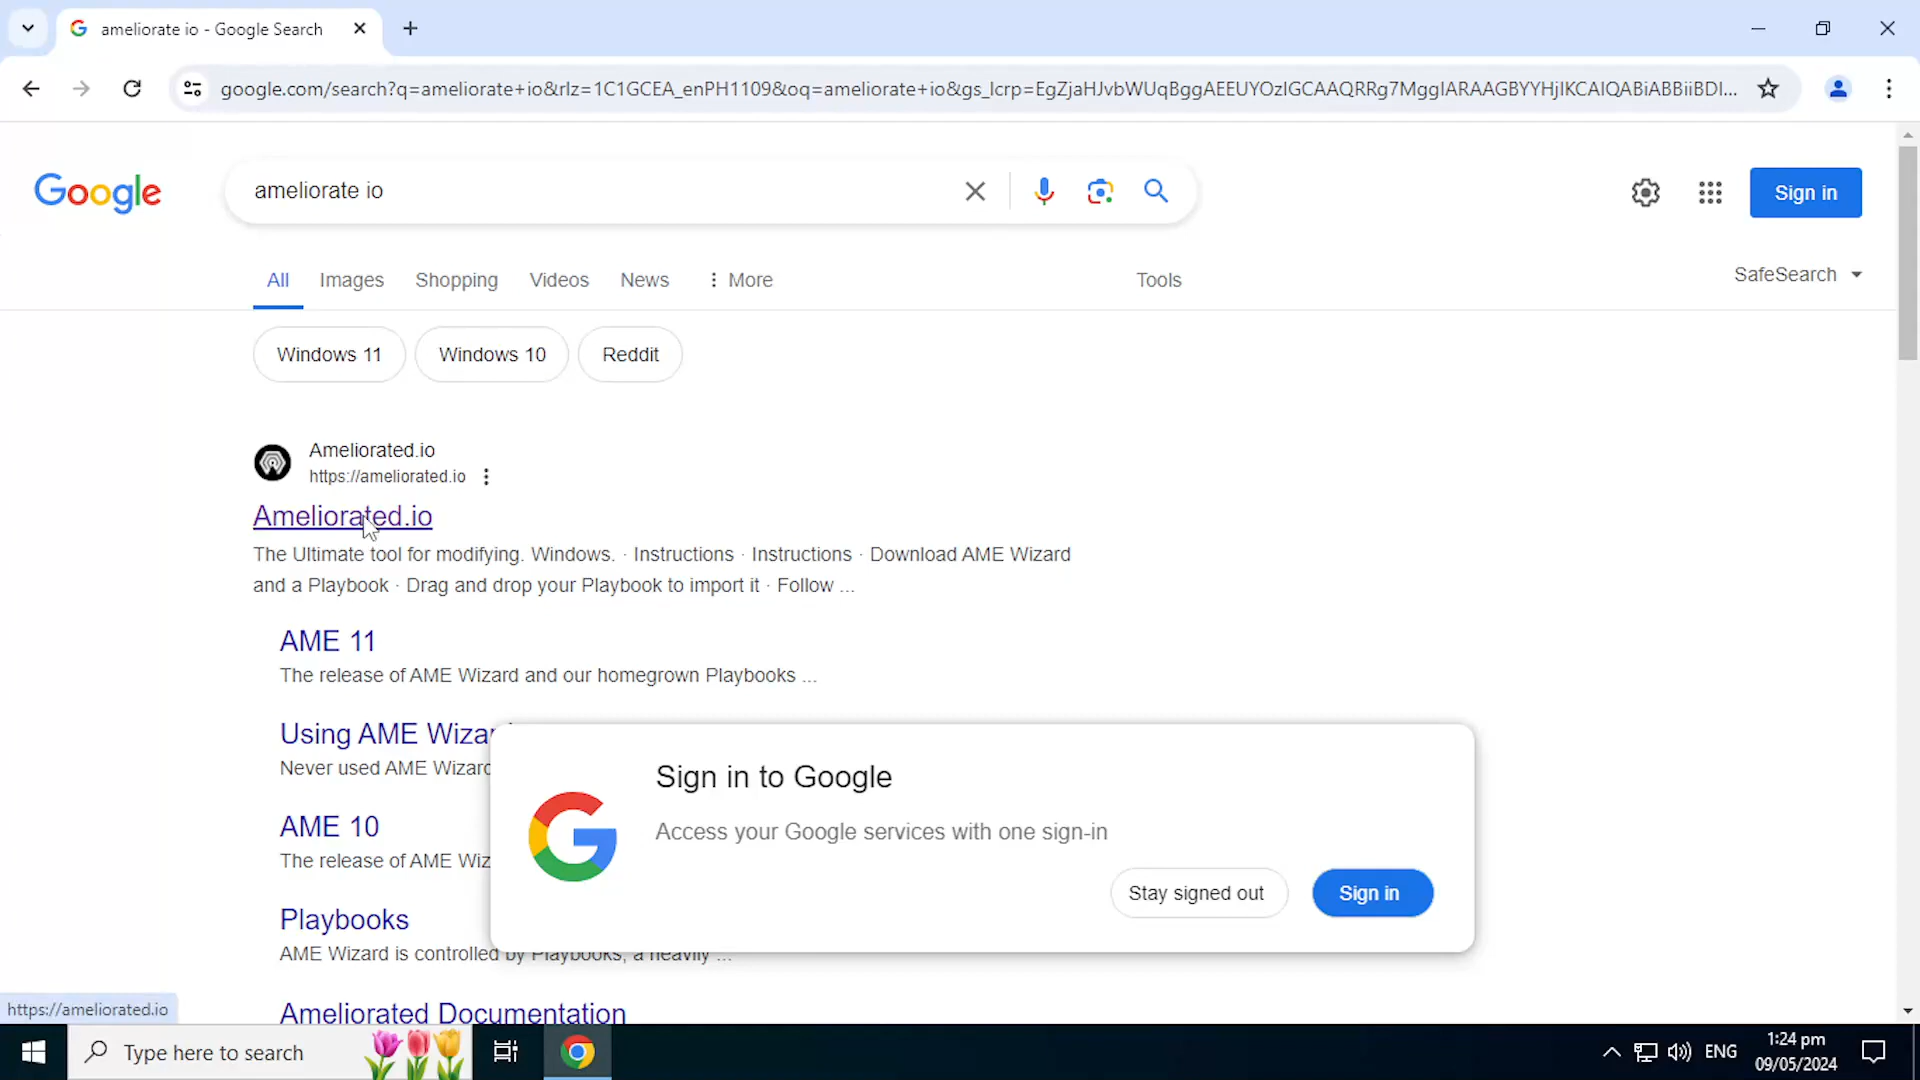 ameliorate io - Google Search
google.com/search?q=ameliorate+io&rlz=1C1GCEA_enPH1109&oq=ameliorate+io&gs_lcrp=EgZjaHJvbWUqBggAEEUYOzIGCAAQRRg7MggIARAAGBYYHjIKCAIQABiABBiiBDI...
Google
ameliorate io
Sign in
All Images Shopping Videos News More Tools
SafeSearch
Windows 11 Windows 10 Reddit
Ameliorated.io
https://ameliorated.io
Ameliorated.io
The Ultimate tool for modifying. Windows. · Instructions · Instructions · Download AME Wizard
and a Playbook · Drag and drop your Playbook to import it · Follow ...
AME 11
The release of AME Wizard and our homegrown Playbooks ...
Using AME Wizar
Never used AME Wizard
AME 10
The release of AME Wiz
Playbooks
AME Wizard is controlled by Playbooks, a heavily ...
Ameliorated Documentation
Sign in to Google
Access your Google services with one sign-in
Stay signed out
Sign in
https://ameliorated.io
Type here to search
ENG
1:24 pm
09/05/2024